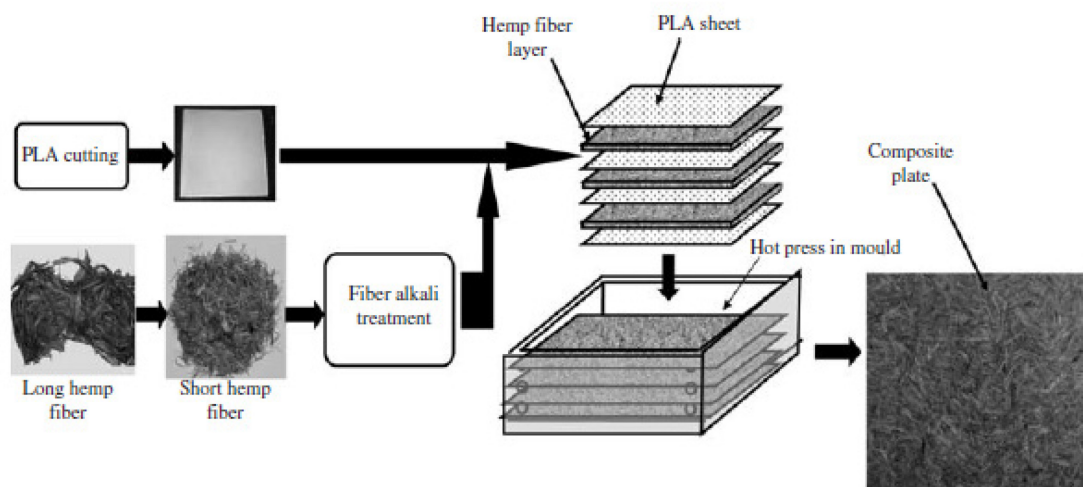 Hemp fiber
layer
PLA sheet
PLA cutting
Composite
plate
Hot press in mould
Fiber alkali
treatment
Long hemp
fiber
Short hemp
fiber